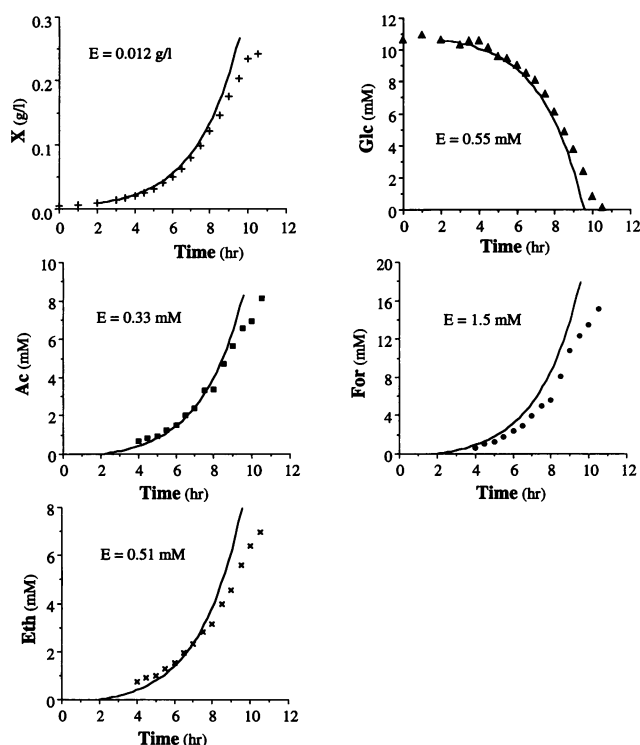 0.3
0.2
0.1
0.0
X (g/l)
E = 0.012 g/l
0 2 4 6 8 10 12
Time (hr)
12
10
8
6
4
2
0
Glc (mM)
E = 0.55 mM
0 2 4 6 8 10 12
Time (hr)
10
8
6
4
2
0
Ac (mM)
E = 0.33 mM
0 2 4 6 8 10 12
Time (hr)
20
16
12
8
4
0
For (mM)
E = 1.5 mM
0 2 4 6 8 10 12
Time (hr)
8
6
4
2
0
Eth (mM)
E = 0.51 mM
0 2 4 6 8 10 12
Time (hr)